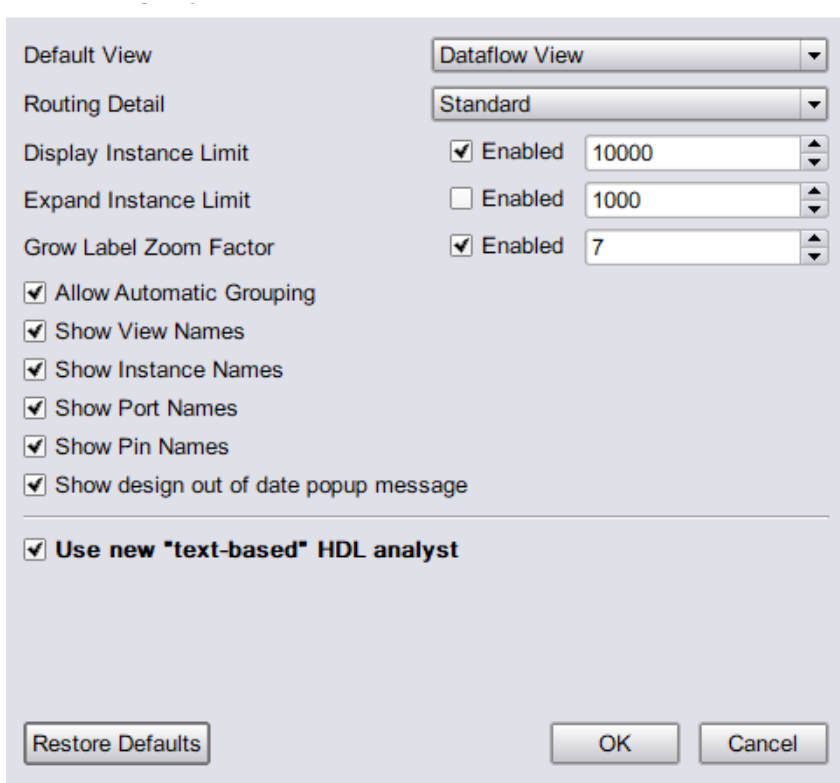 Default View Dataflow View
Routing Detail Standard
Display Instance Limit Enabled 10000
Expand Instance Limit Enabled 1000
Grow Label Zoom Factor Enabled 7
Allow Automatic Grouping
Show View Names
Show Instance Names
Show Port Names
Show Pin Names
Show design out of date popup message
Use new "text-based" HDL analyst
Restore Defaults OK Cancel